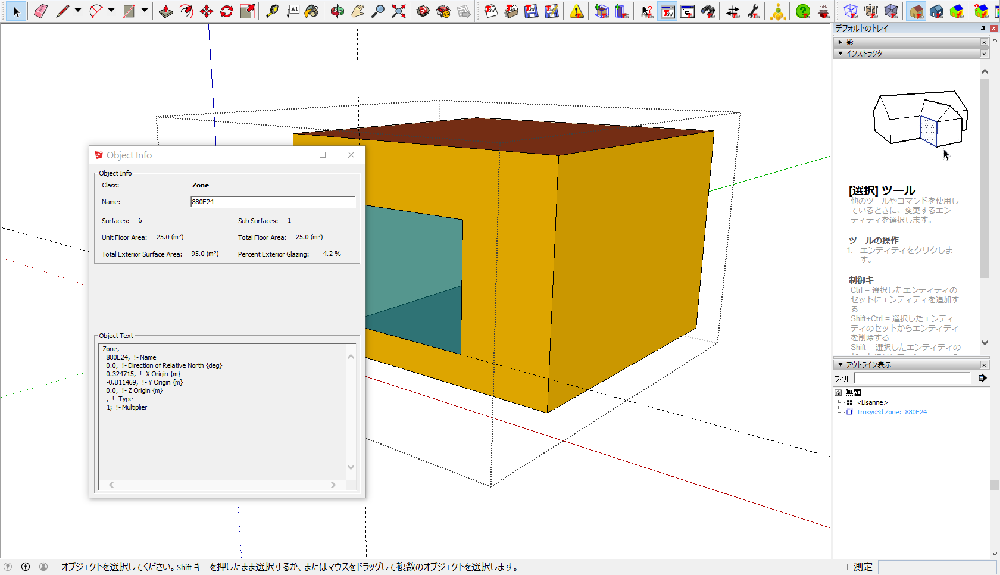 A1
T3d
FAQ
デフォルトのトレイ
影
インストラクタ
[選択] ツール
他のツールやコマンドを使用し
ているときに、変更するエン
ティティを選択します。
ツールの操作
1. エンティティをクリクしま
す。
制御キー
Ctrl = 選択したエンティティの
セットにエンティティを追加す
る
Shift+Ctrl = 選択したエンティ
ティのセットからエンティティ
を削除する
Shift = 選択したエンティティの
アウトライン表示
フィル
無題
<Lisanne>
Trnsys3d Zone: 880E24
Object Info
Object Info
Class: Zone
Name: 880E24
Surfaces: 6 Sub Surfaces: 1
Unit Floor Area: 25.0 (m²) Total Floor Area: 25.0 (m²)
Total Exterior Surface Area: 95.0 (m²) Percent Exterior Glazing: 4.2 %
Object Text
Zone,
880E24, !- Name
0.0, !- Direction of Relative North {deg}
0.324715, !- X Origin {m}
-0.811469, !- Y Origin {m}
0.0, !- Z Origin {m}
, !- Type
1; !- Multiplier
オブジェクトを選択してください。Shift キーを押したまま選択するか、またはマウスをドラッグして複数のオブジェクトを選択します。
測定